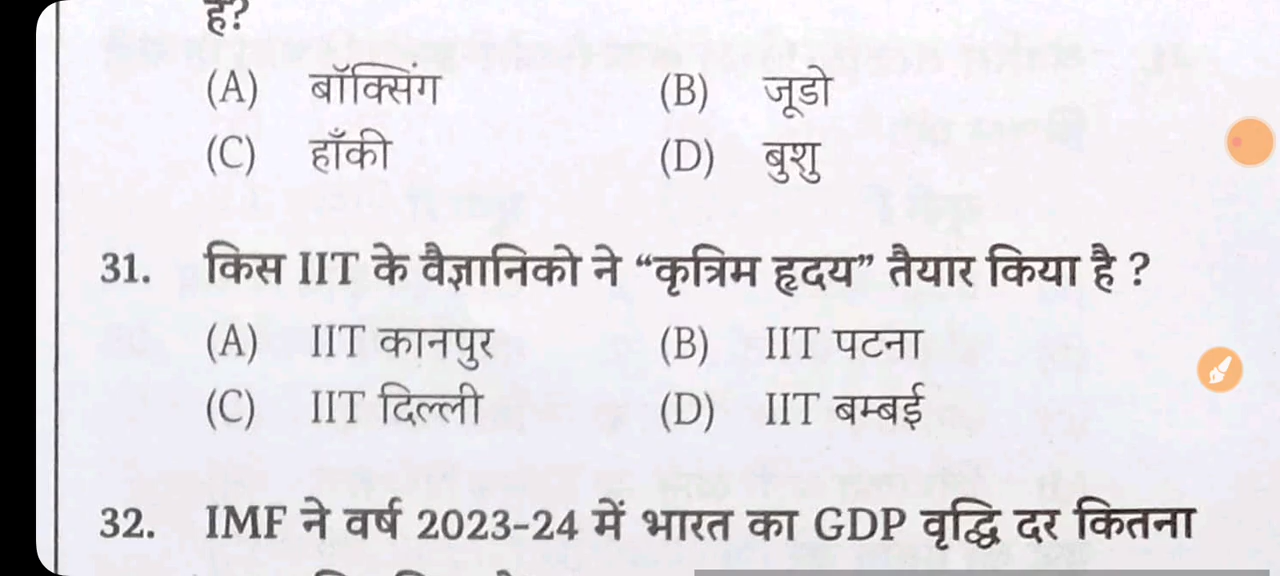 है?
(A) बॉक्सिंग (B) जूडो
(C) हॉंकी (D) बुशु
31. किस IIT के वैज्ञानिको ने “कृत्रिम हृदय” तैयार किया है ?
(A) IIT कानपुर (B) IIT पटना
(C) IIT दिल्ली (D) IIT बम्बई
32. IMF ने वर्ष 2023-24 में भारत का GDP वृद्धि दर कितना